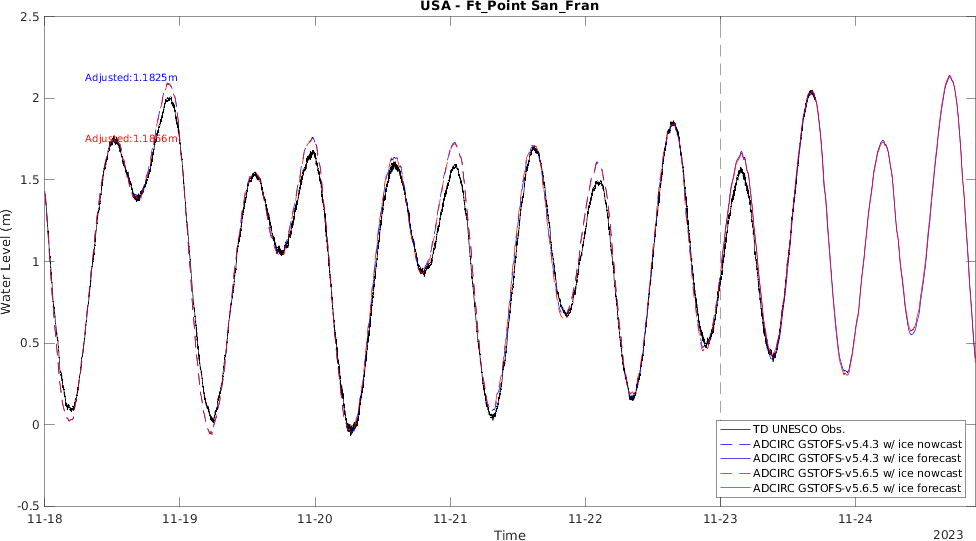 USA - Ft_Point San_Fran
2.5
2
1.5
1
0.5
0
-0.5
Water Level (m)
Adjusted:1.1825m
Adjusted:1.1866m
TD UNESCO Obs.
ADCIRC GSTOFS-v5.4.3 w/ ice nowcast
ADCIRC GSTOFS-v5.4.3 w/ ice forecast
ADCIRC GSTOFS-v5.6.5 w/ ice nowcast
ADCIRC GSTOFS-v5.6.5 w/ ice forecast
11-18 11-19 11-20 11-21 11-22 11-23 11-24
Time
2023